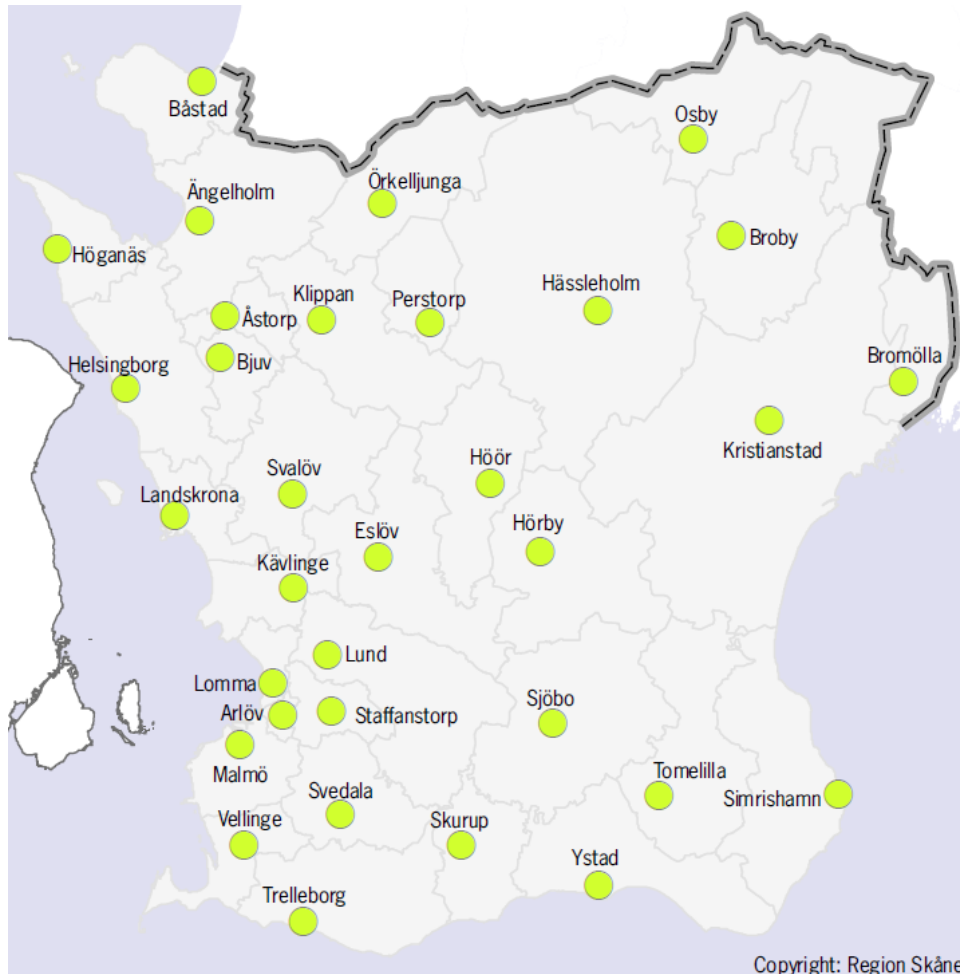 Båstad
Osby
Örkelljunga
Ängelholm
Broby
Höganäs
Hässleholm
Klippan
Perstorp
Åstorp
Bjuv
Helsingborg
Bromölla
Kristianstad
Höör
Svalöv
Landskrona
Hörby
Eslöv
Kävlinge
Lund
Lomma
Arlöv
Staffanstorp
Sjöbo
Malmö
Tomelilla
Svedala
Simrishamn
Vellinge
Skurup
Ystad
Trelleborg
Copyright: Region Skåne